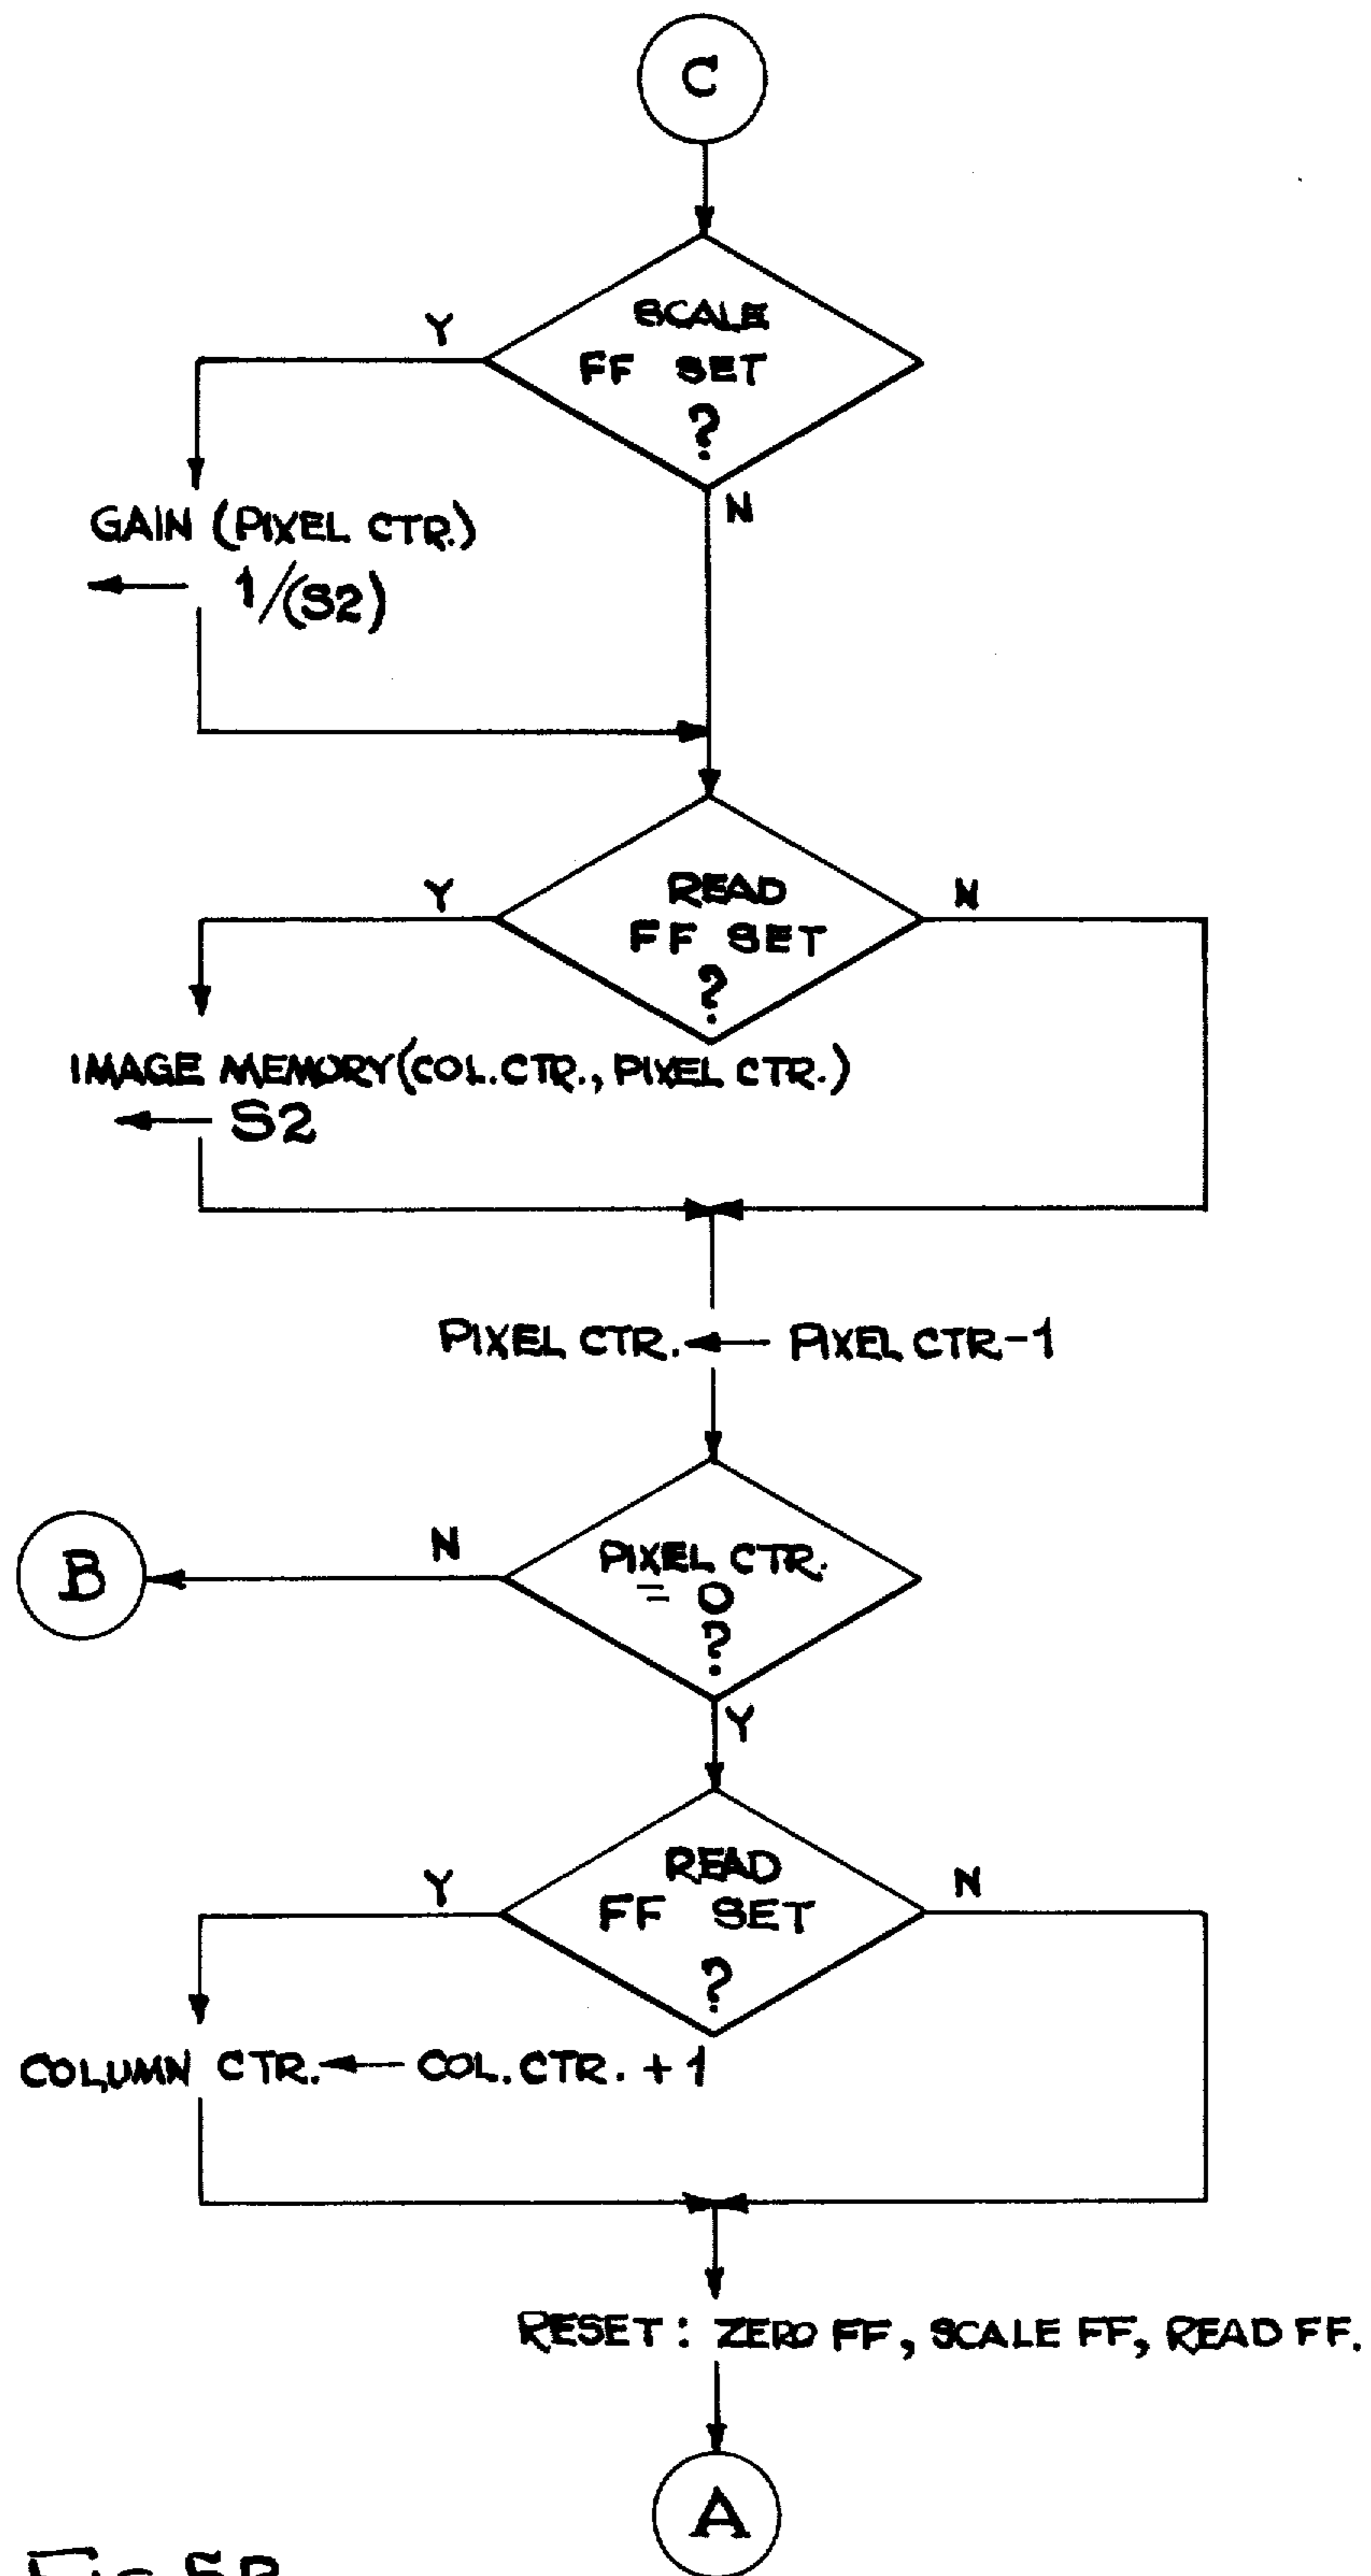 C
SCALE
Y
FF SET
?
N
GAIN (PIXEL CTR.)
1/(S2)
READ
Y
N
FF SET
?
IMAGE MEMORY(COL.CTR., PIXEL CTR.)
S2
PIXEL CTR. ← PIXEL CTR-1
N
PIXEL CTR.
B
= 0
?
Y
READ
Y
N
FF SET
?
COLUMN CTR. ← COL. CTR. + 1
RESET: ZERO FF, SCALE FF, READ FF.
A
FIG 5B